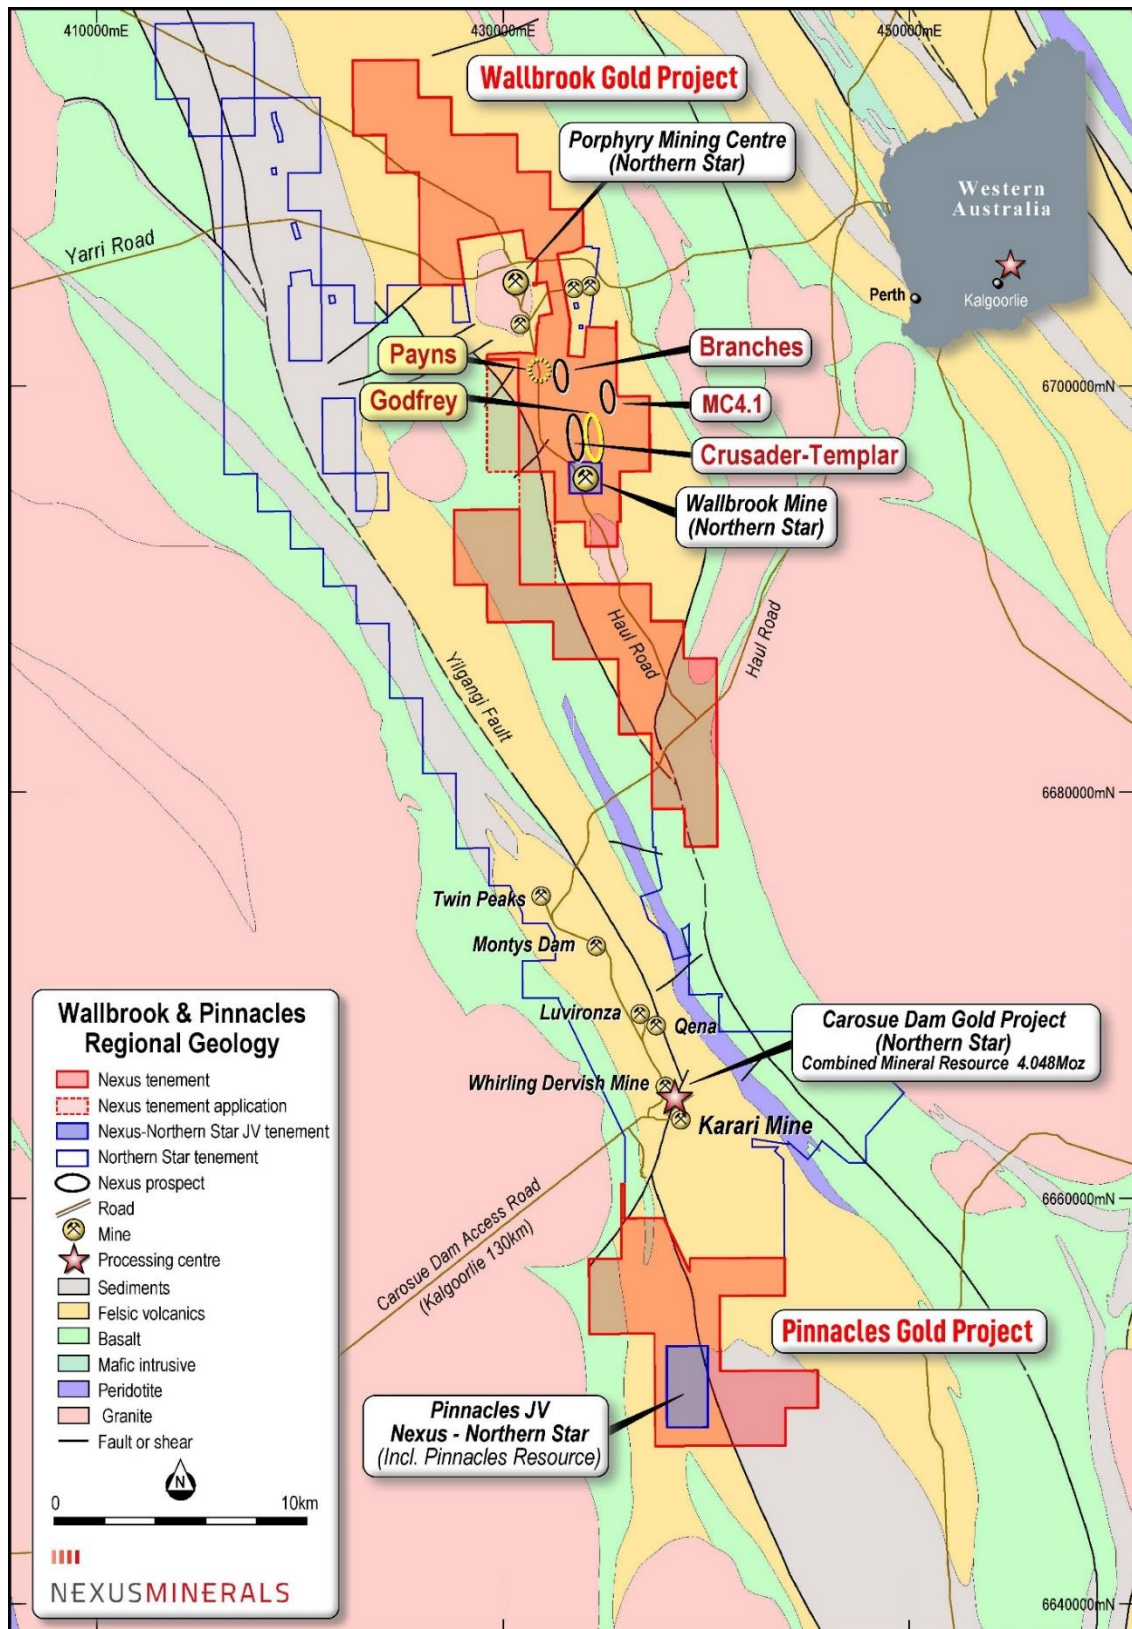 410000mE
430000mE
450000mE
Wallbrook Gold Project
Porphyry Mining Centre
(Northern Star)
Western
Australia
Perth
Kalgoorlie
Yarri Road
Payns
Branches
6700000mN
Godfrey
MC4.1
Crusader-Templar
Wallbrook Mine
(Northern Star)
Haul Road
Haul Road
Yilgangi Fault
6680000mN
Twin Peaks
Montys Dam
Luvironza
Qena
Carosue Dam Gold Project
(Northern Star)
Combined Mineral Resource 4.048Moz
Whirling Dervish Mine
Karari Mine
6660000mN
Carosue Dam Access Road
(Kalgoorlie 130km)
Pinnacles Gold Project
Pinnacles JV
Nexus - Northern Star
(Incl. Pinnacles Resource)
6640000mN
Wallbrook & Pinnacles
Regional Geology
Nexus tenement
Nexus tenement application
Nexus-Northern Star JV tenement
Northern Star tenement
Nexus prospect
Road
Mine
Processing centre
Sediments
Felsic volcanics
Basalt
Mafic intrusive
Peridotite
Granite
Fault or shear
N
0 10km
NEXUSMINERALS